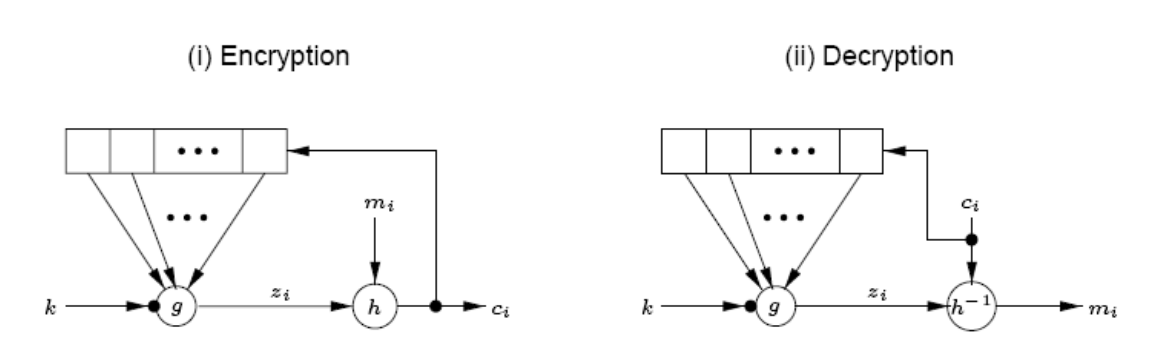 (i) Encryption
(ii) Decryption
• • •
• • •
• • •
• • •
m_i
c_i
k
g
z_i
h
c_i
k
g
z_i
h^{-1}
m_i